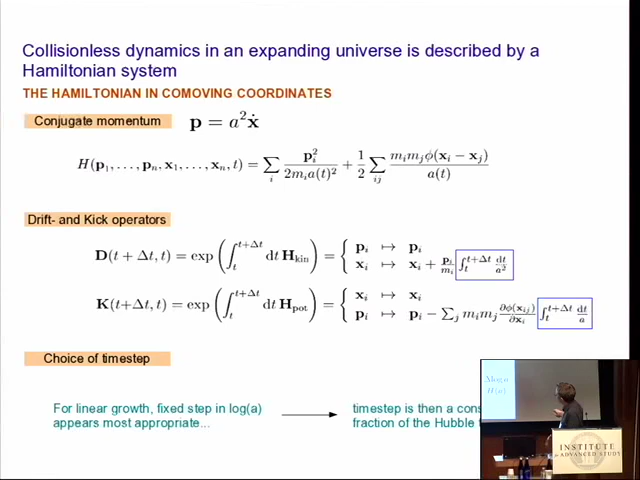 Collisionless dynamics in an expanding universe is described by a
Hamiltonian system
THE HAMILTONIAN IN COMOVING COORDINATES
Conjugate momentum p = a²ẋ
H(p₁, . . . , pₙ, x₁, . . . , xₙ, t) = ∑ᵢ pᵢ²/(2mᵢa(t)²) + 1/2 ∑ᵢⱼ mᵢmⱼφ(xᵢ − xⱼ)/a(t)
Drift- and Kick operators
D(t + Δt, t) = exp(∫ₜ^{t+Δt} dt H_kin) = { pᵢ ↦ pᵢ
xᵢ ↦ xᵢ + pᵢ/mᵢ ∫ₜ^{t+Δt} dt/a²
K(t+Δt, t) = exp(∫ₜ^{t+Δt} dt H_pot) = { xᵢ ↦ xᵢ
pᵢ ↦ pᵢ − ∑ⱼ mᵢmⱼ ∂φ(xᵢⱼ)/∂xᵢ ∫ₜ^{t+Δt} dt/a
Choice of timestep
For linear growth, fixed step in log(a)
appears most appropriate...
timestep is then a cons
fraction of the Hubble
INSTITUTE
ADVANCED STUDY